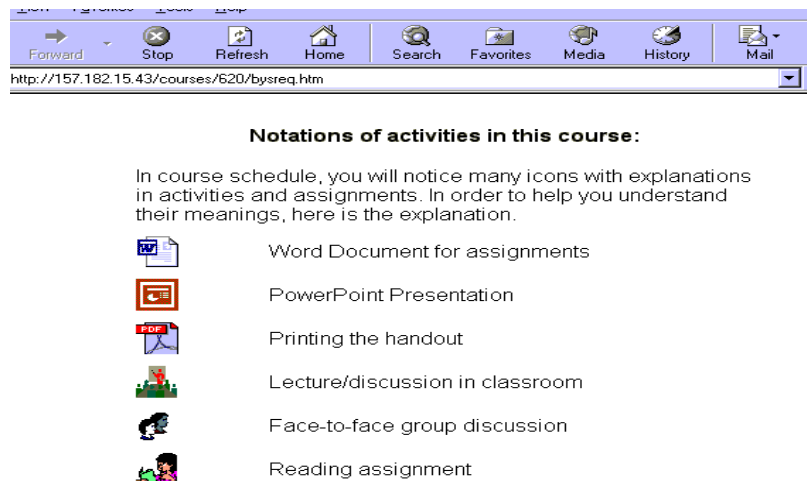 Forward Stop Refresh Home Search Favorites Media History Mail
http://157.182.15.43/courses/620/bysreq.htm
Notations of activities in this course:
In course schedule, you will notice many icons with explanations
in activities and assignments. In order to help you understand
their meanings, here is the explanation.
W Word Document for assignments
PowerPoint Presentation
PDF Printing the handout
Lecture/discussion in classroom
Face-to-face group discussion
Reading assignment